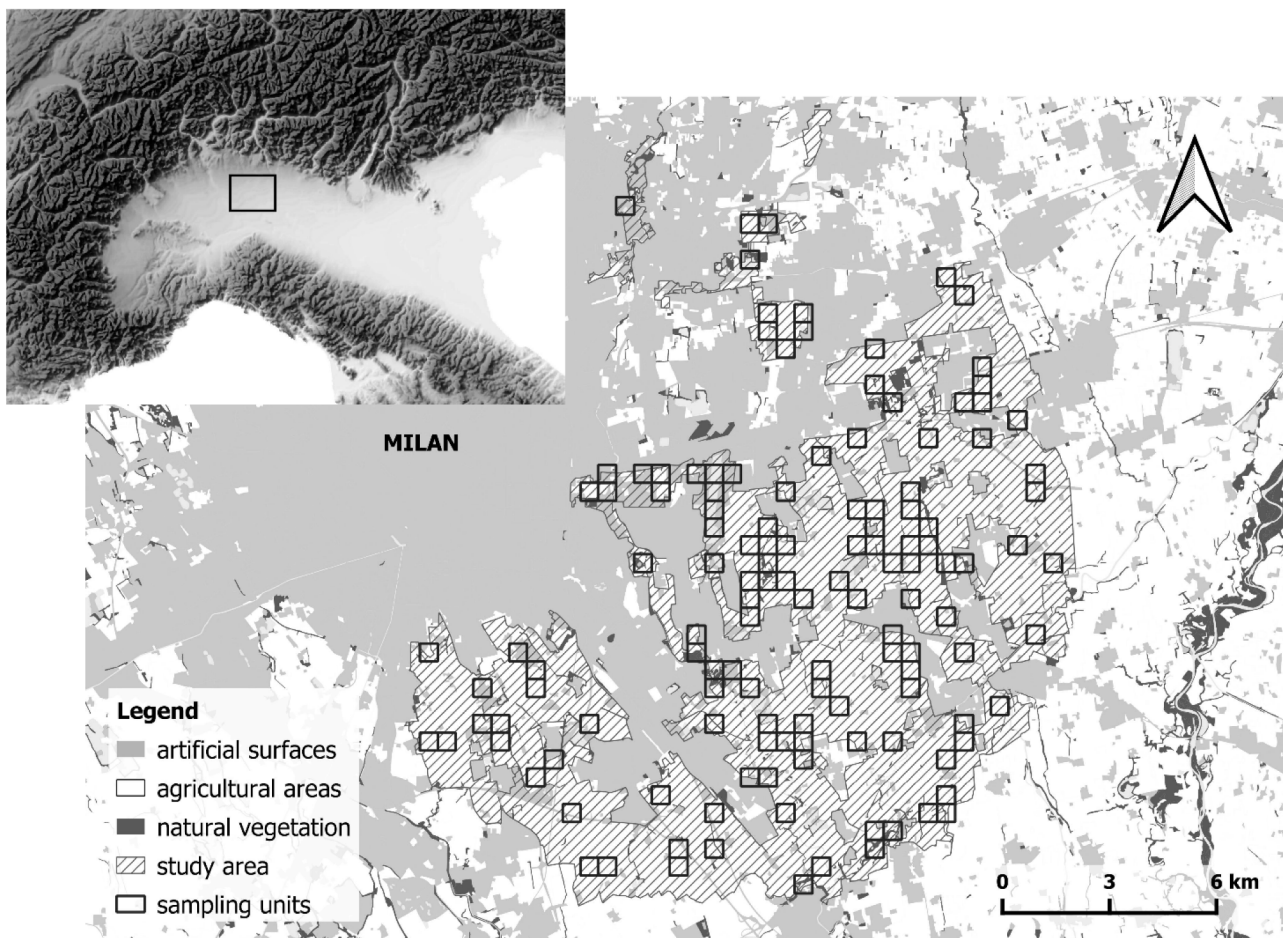 MILAN
Legend
artificial surfaces
agricultural areas
natural vegetation
study area
sampling units
0 3 6 km